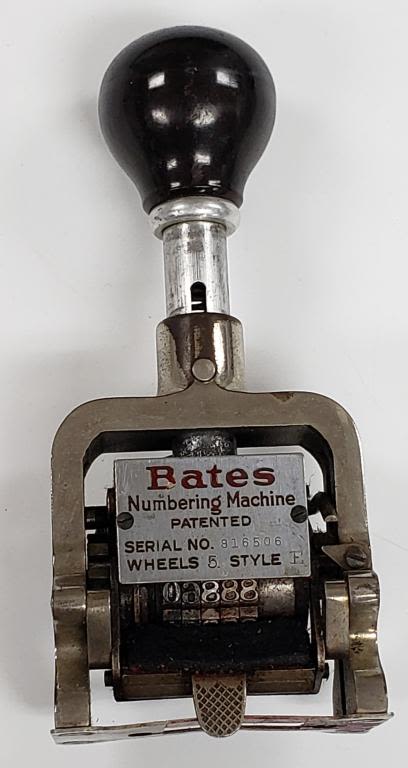 Bates
Numbering Machine
PATENTED
SERIAL NO. 816506
WHEELS 5 STYLE E